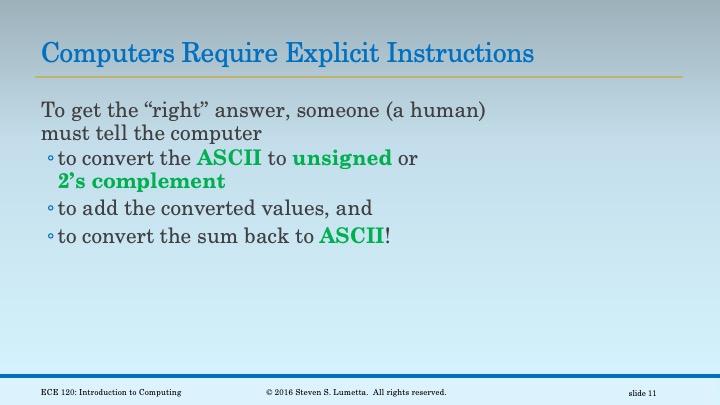 Computers Require Explicit Instructions
To get the “right” answer, someone (a human)
must tell the computer
◦to convert the ASCII to unsigned or
2’s complement
◦to add the converted values, and
◦to convert the sum back to ASCII!
ECE 120: Introduction to Computing © 2016 Steven S. Lumetta. All rights reserved. slide 11